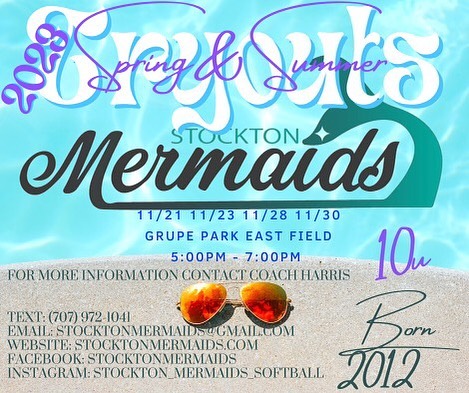 2023
Tryouts
Spring & Summer
STOCKTON
Mermaids
11/21 11/23 11/28 11/30
GRUPE PARK EAST FIELD
5:00PM - 7:00PM
10u
FOR MORE INFORMATION CONTACT COACH HARRIS
TEXT: (707) 972-1041
EMAIL: STOCKTONMERMAIDS@GMAIL.COM
WEBSITE: STOCKTONMERMAIDS.COM
FACEBOOK: STOCKTONMERMAIDS
INSTAGRAM: STOCKTON_MERMAIDS_SOFTBALL
Born
2012